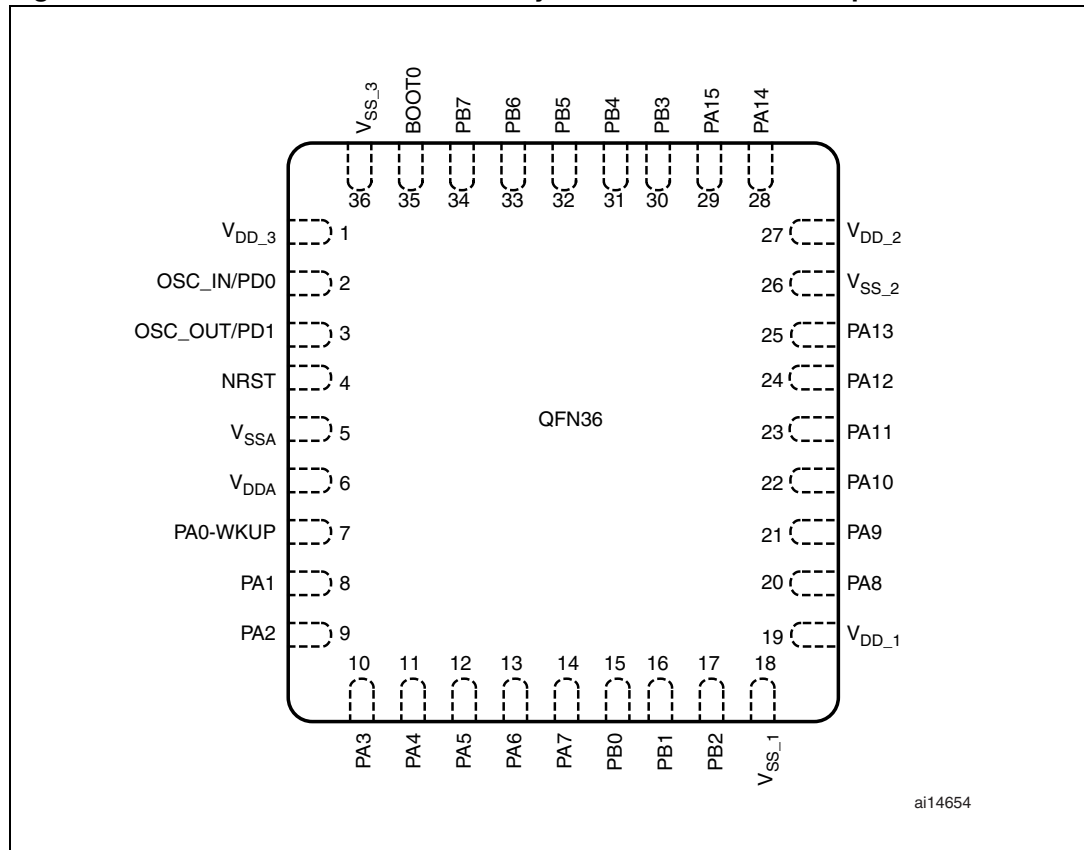 VSS_3
BOOT0
PB7
PB6
PB5
PB4
PB3
PA15
PA14
36 35 34 33 32 31 30 29 28
VDD_3 1
27 VDD_2
OSC_IN/PD0 2
26 VSS_2
OSC_OUT/PD1 3
25 PA13
NRST 4
24 PA12
QFN36
VSSA 5
23 PA11
VDDA 6
22 PA10
PA0-WKUP 7
21 PA9
PA1 8
20 PA8
PA2 9
19 VDD_1
10 11 12 13 14 15 16 17 18
PA3
PA4
PA5
PA6
PA7
PB0
PB1
PB2
VSS_1
ai14654